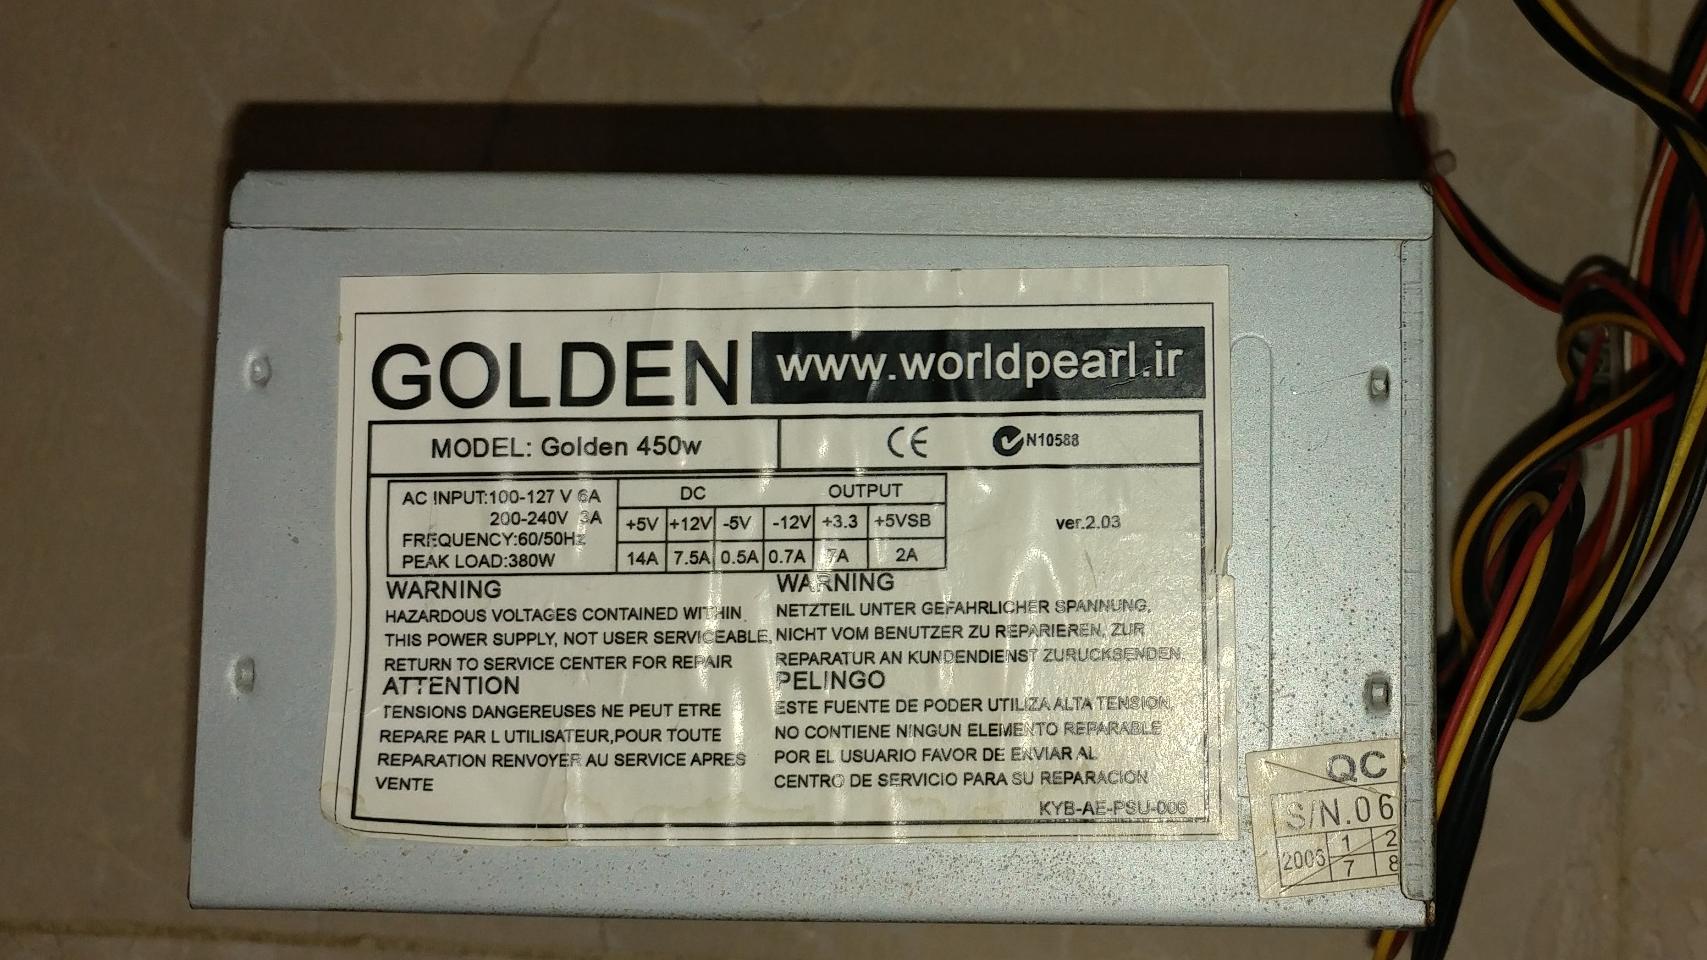 GOLDEN www.worldpearl.ir
MODEL: Golden 450w
CE N10588
AC INPUT:100-127 V 6A
200-240V 3A
FREQUENCY:60/50Hz
PEAK LOAD:380W
DC OUTPUT
+5V +12V -5V -12V +3.3 +5VSB
14A 7.5A 0.5A 0.7A 7A 2A
ver.2.03
WARNING
HAZARDOUS VOLTAGES CONTAINED WITHIN
THIS POWER SUPPLY, NOT USER SERVICEABLE,
RETURN TO SERVICE CENTER FOR REPAIR
ATTENTION
TENSIONS DANGEREUSES NE PEUT ETRE
REPARE PAR L UTILISATEUR,POUR TOUTE
REPARATION RENVOYER AU SERVICE APRES
VENTE
WARNING
NETZTEIL UNTER GEFAHRLICHER SPANNUNG,
NICHT VOM BENUTZER ZU REPARIEREN, ZUR
REPARATUR AN KUNDENDIENST ZURUCKSENDEN.
PELINGO
ESTE FUENTE DE PODER UTILIZA ALTA TENSION,
NO CONTIENE NINGUN ELEMENTO REPARABLE
POR EL USUARIO FAVOR DE ENVIAR AL
CENTRO DE SERVICIO PARA SU REPARACION
KYB-AE-PSU-006
QC
S/N.06
2006 1 2
7 8